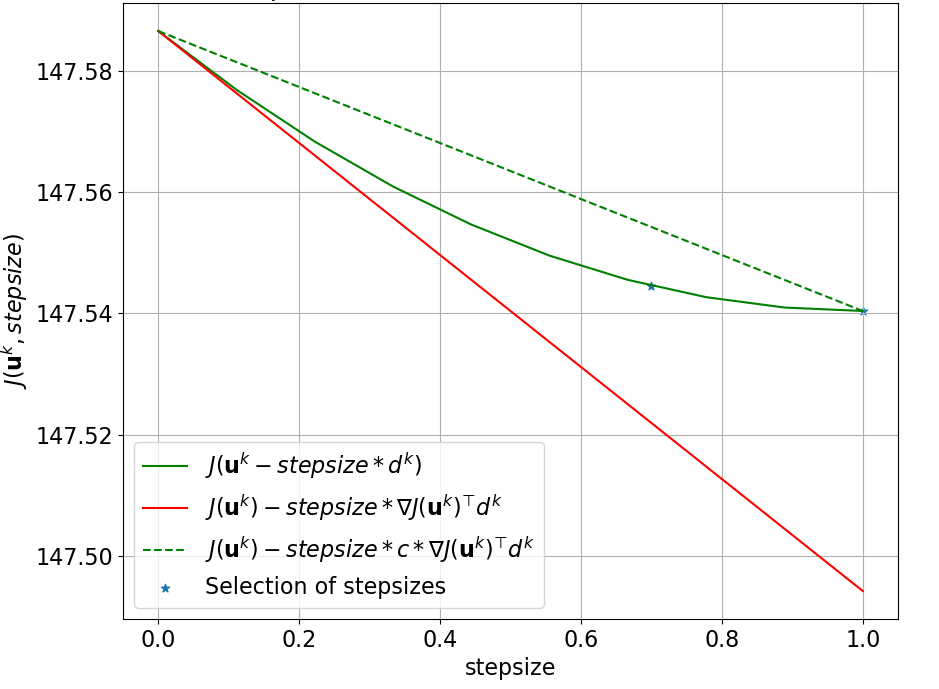 147.58
147.56
147.54
147.52
147.50
J(u^k, stepsize)
J(u^k − stepsize * d^k)
J(u^k) − stepsize * ∇J(u^k)^⊤ d^k
J(u^k) − stepsize * c * ∇J(u^k)^⊤ d^k
Selection of stepsizes
0.0 0.2 0.4 0.6 0.8 1.0
stepsize